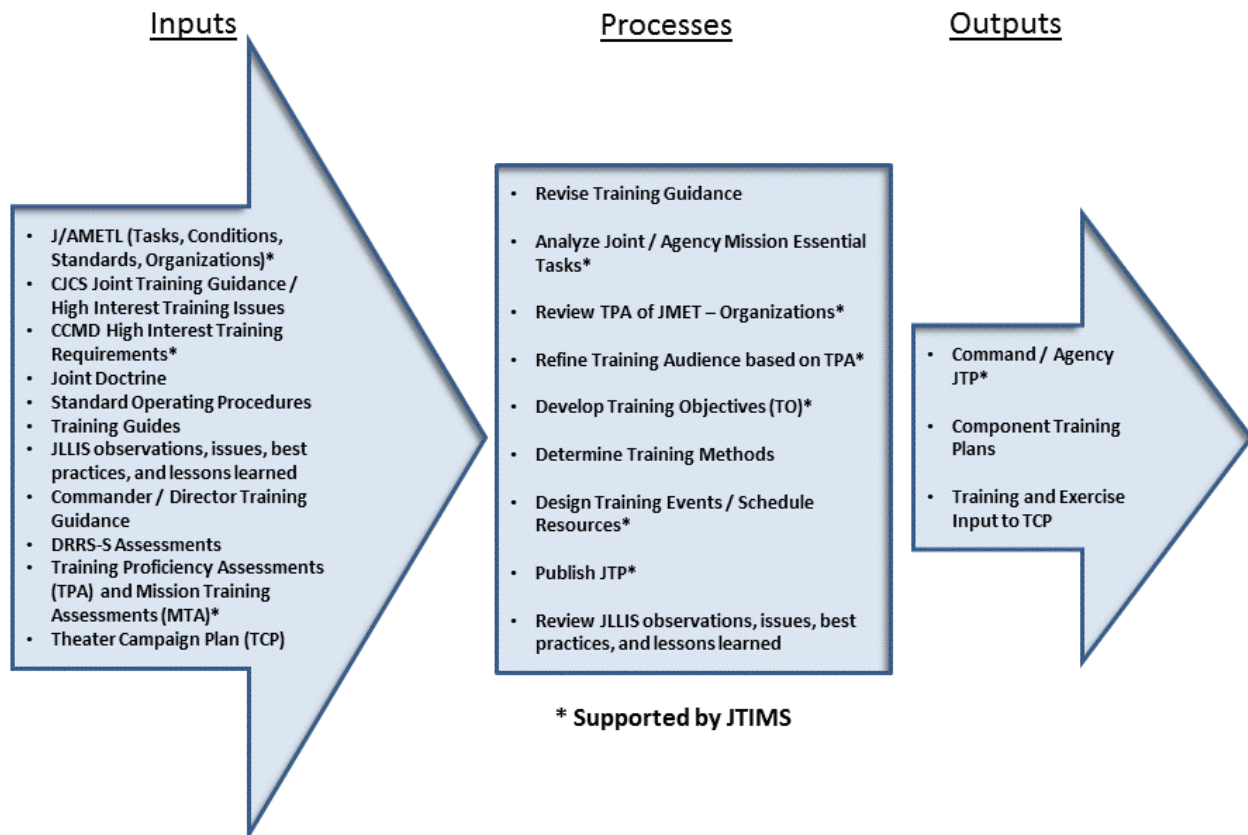 Inputs
Processes
Outputs
• J/AMETL (Tasks, Conditions,
Standards, Organizations)*
• CJCS Joint Training Guidance /
High Interest Training Issues
• CCMD High Interest Training
Requirements*
• Joint Doctrine
• Standard Operating Procedures
• Training Guides
• JLLIS observations, issues, best
practices, and lessons learned
• Commander / Director Training
Guidance
• DRRS-S Assessments
• Training Proficiency Assessments
(TPA) and Mission Training
Assessments (MTA)*
• Theater Campaign Plan (TCP)
• Revise Training Guidance
• Analyze Joint / Agency Mission Essential
Tasks*
• Review TPA of JMET – Organizations*
• Refine Training Audience based on TPA*
• Develop Training Objectives (TO)*
• Determine Training Methods
• Design Training Events / Schedule
Resources*
• Publish JTP*
• Review JLLIS observations, issues, best
practices, and lessons learned
• Command / Agency
JTP*
• Component Training
Plans
• Training and Exercise
Input to TCP
* Supported by JTIMS